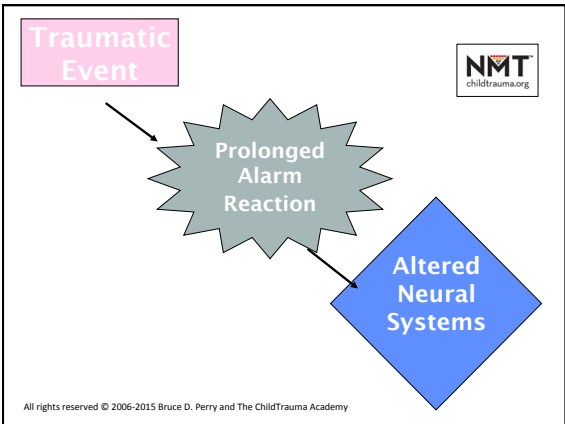 Traumatic
Event
NMT
childtrauma.org
Prolonged
Alarm
Reaction
Altered
Neural
Systems
All rights reserved © 2006-2015 Bruce D. Perry and The ChildTrauma Academy